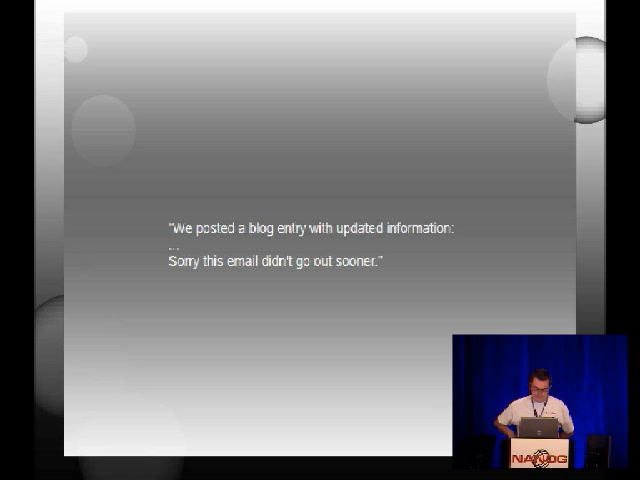 "We posted a blog entry with updated information:
...
Sorry this email didn't go out sooner."
NANOG